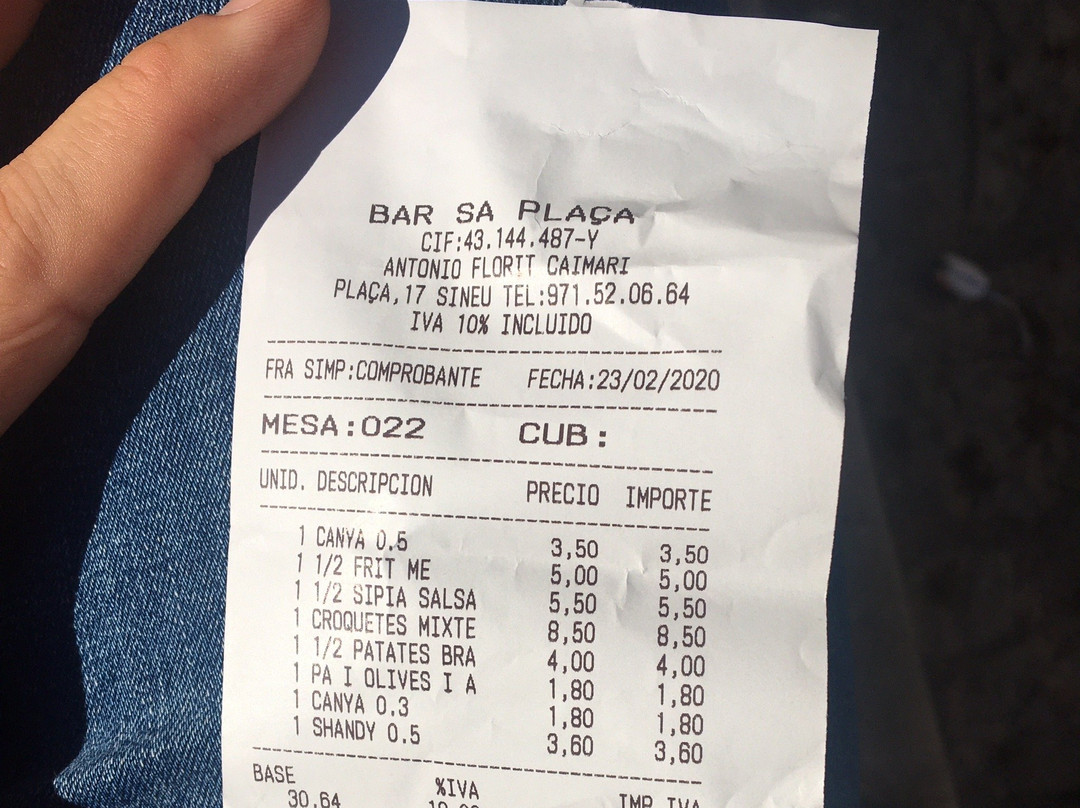 BAR SA PLAÇA
CIF:43.144.487-Y
ANTONIO FLORIT CAIMARI
PLAÇA,17 SINEU TEL:971.52.06.64
IVA 10% INCLUIDO
FRA SIMP:COMPROBANTE FECHA:23/02/2020
MESA:022 CUB:
UNID. DESCRIPCION PRECIO IMPORTE
1 CANYA 0.5 3,50 3,50
1 1/2 FRIT ME 5,00 5,00
1 1/2 SIPIA SALSA 5,50 5,50
1 CROQUETES MIXTE 8,50 8,50
1 1/2 PATATES BRA 4,00 4,00
1 PA I OLIVES I A 1,80 1,80
1 CANYA 0.3 1,80 1,80
1 SHANDY 0.5 3,60 3,60
BASE %IVA IMP IVA
30.64